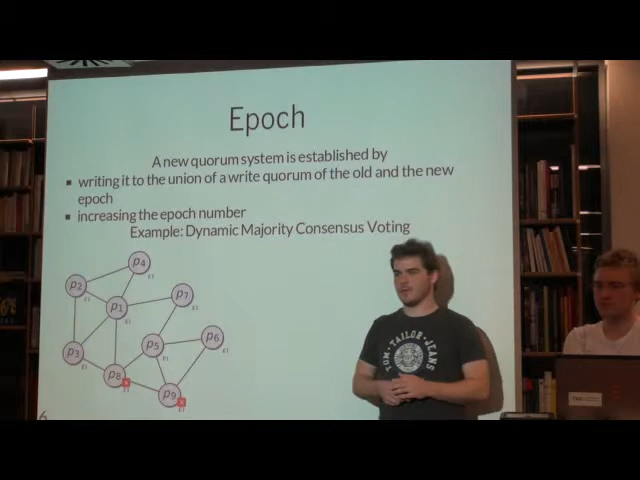 Epoch
A new quorum system is established by
▪ writing it to the union of a write quorum of the old and the new
epoch
▪ increasing the epoch number
Example: Dynamic Majority Consensus Voting
p4
p2
p7
p1
p6
p5
p3
p8
p9
6
TOM • TAILOR • JEANS